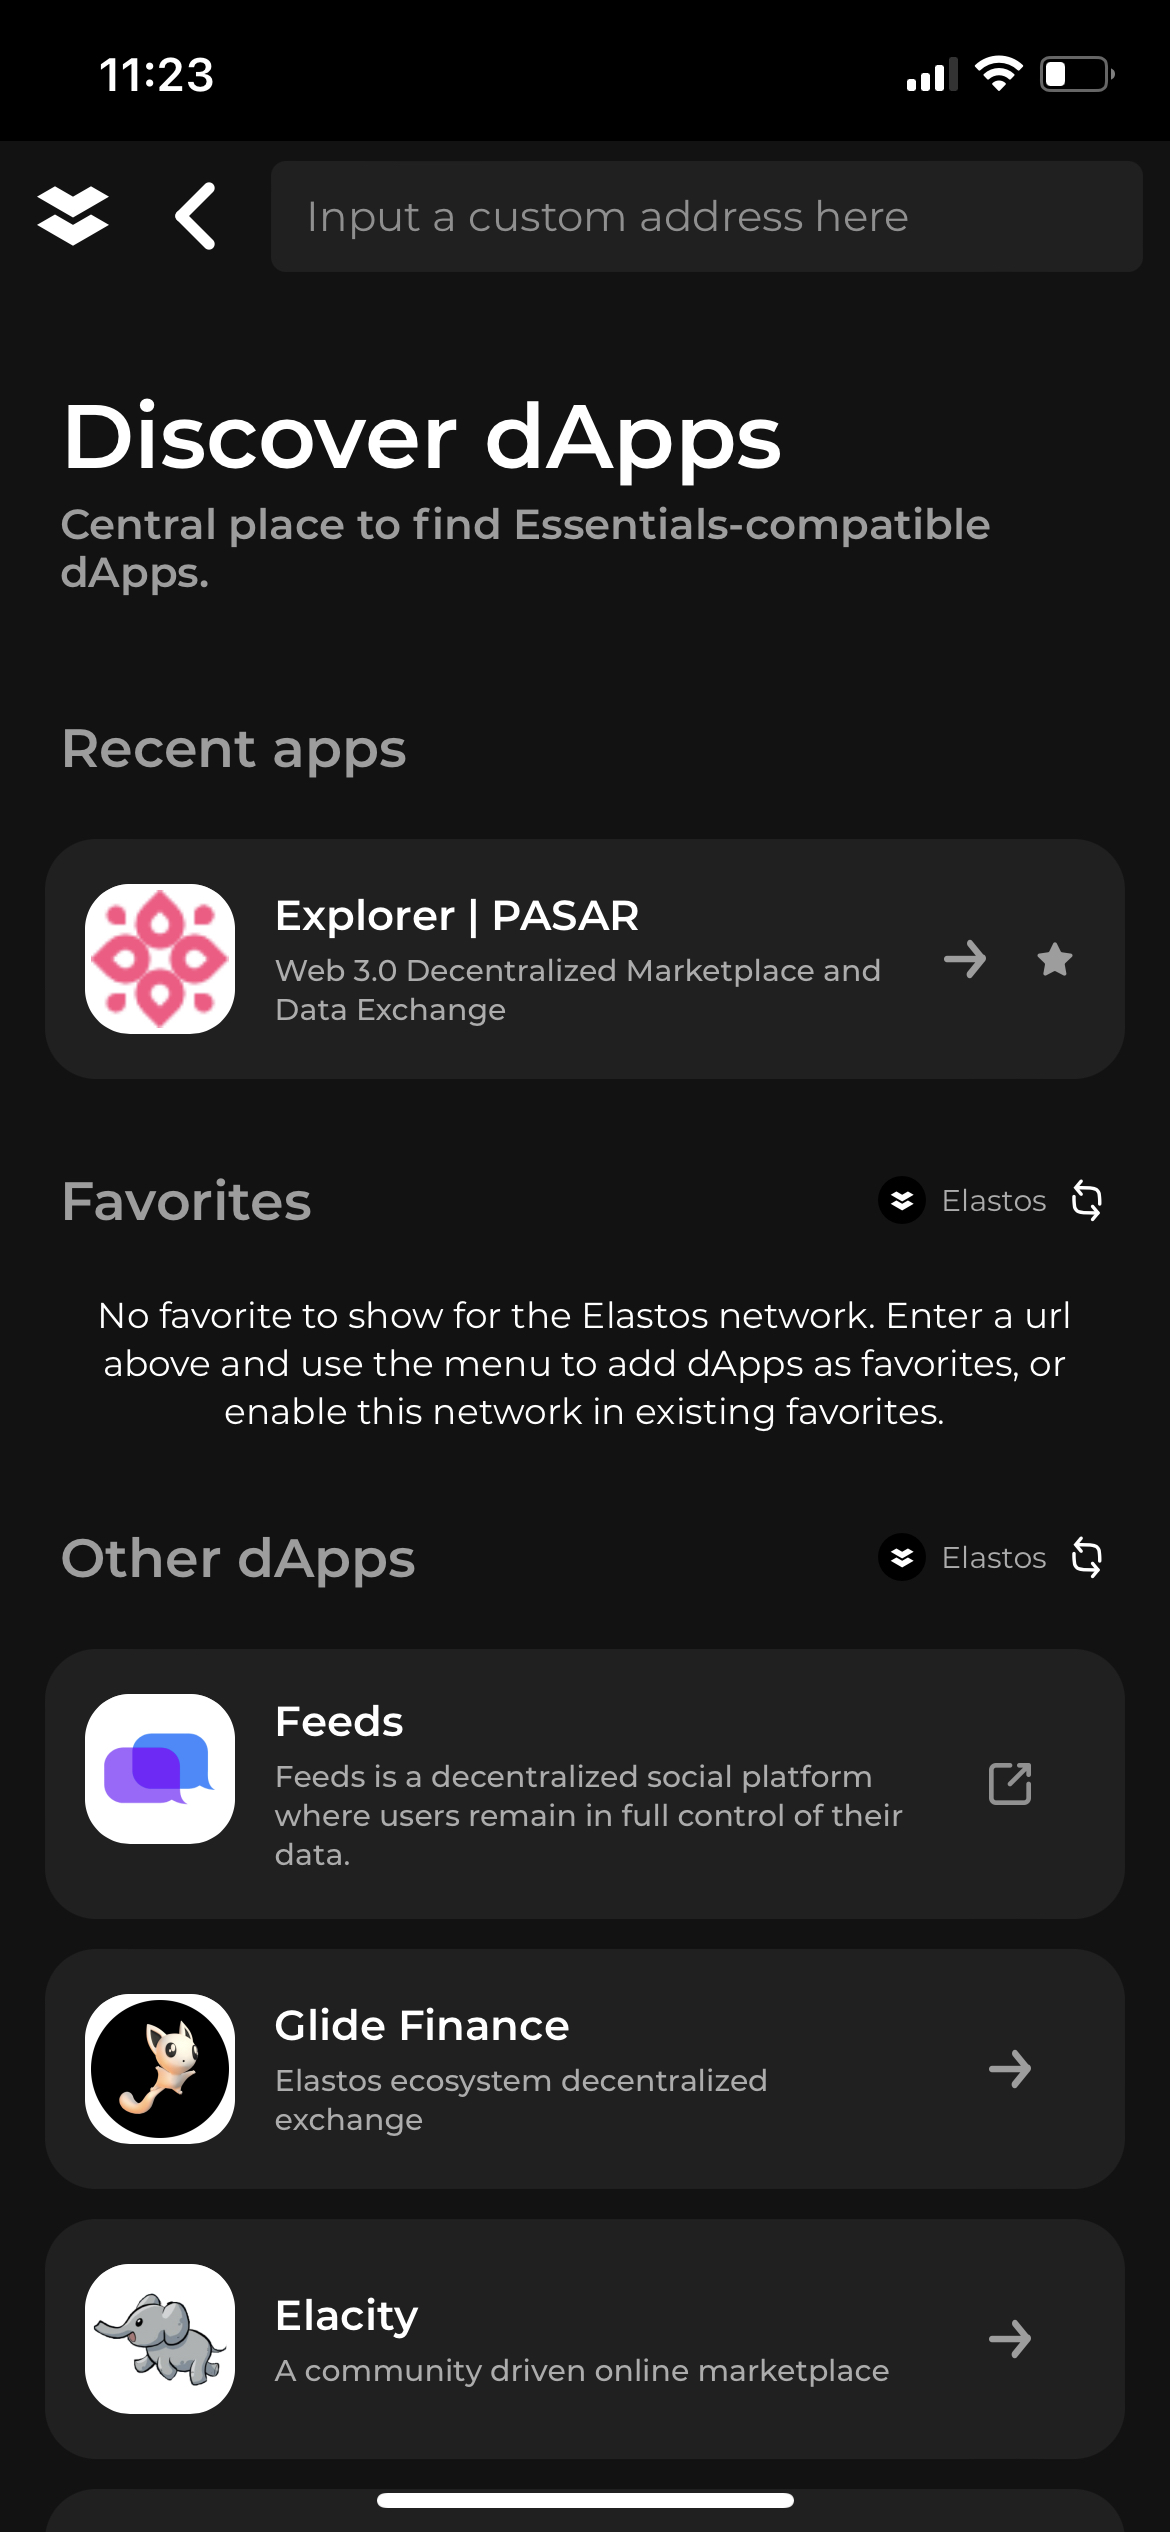 11:23
Input a custom address here
Discover dApps
Central place to find Essentials-compatible
dApps.
Recent apps
Explorer | PASAR
Web 3.0 Decentralized Marketplace and
Data Exchange
Favorites
Elastos
No favorite to show for the Elastos network. Enter a url
above and use the menu to add dApps as favorites, or
enable this network in existing favorites.
Other dApps
Elastos
Feeds
Feeds is a decentralized social platform
where users remain in full control of their
data.
Glide Finance
Elastos ecosystem decentralized
exchange
Elacity
A community driven online marketplace